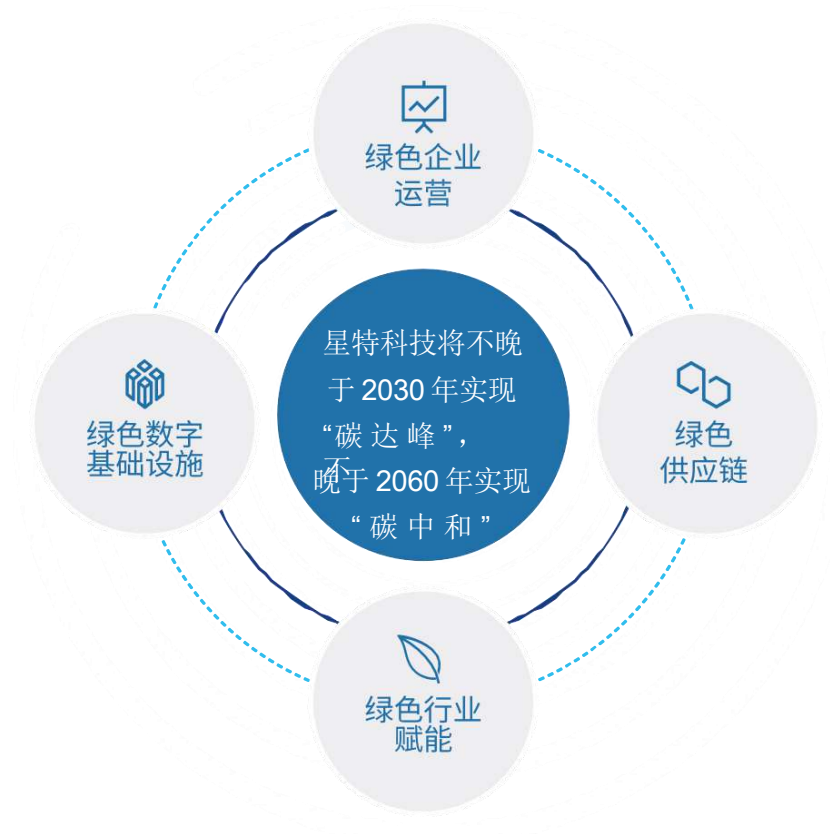 绿色企业
运营
绿色数字
基础设施
星特科技将不晚
于 2030 年实现
“碳 达 峰 ”，
不
晚于 2060 年实现
“ 碳 中 和 ”
绿色
供应链
绿色行业
赋能